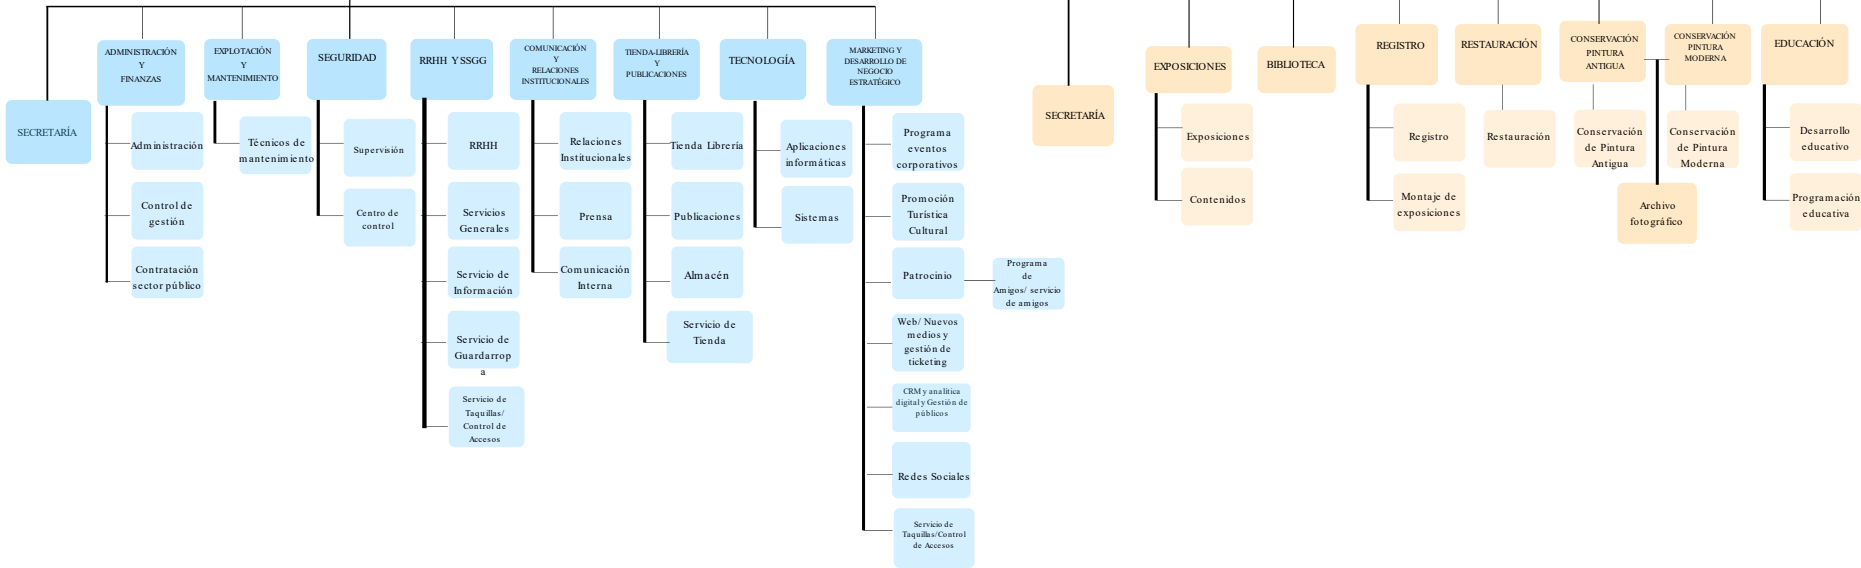 SECRETARÍA
ADMINISTRACIÓN
Y
FINANZAS
Administración
Control de
gestión
Contratación
sector público
EXPLOTACIÓN
Y
MANTENIMIENTO
Técnicos de
mantenimiento
SEGURIDAD
Supervisión
Centro de
control
RRHH Y SSGG
RRHH
Servicios
Generales
Servicio de
Información
Servicio de
Guardarrop
a
Servicio de
Taquillas/
Control de
Accesos
COMUNICACIÓN
Y
RELACIONES
INSTITUCIONALES
Relaciones
Institucionales
Prensa
Comunicación
Interna
TIENDA-LIBRERÍA
Y
PUBLICACIONES
Tienda Librería
Publicaciones
Almacén
Servicio de
Tienda
TECNOLOGÍA
Aplicaciones
informáticas
Sistemas
MARKETING Y
DESARROLLO DE
NEGOCIO
ESTRATÉGICO
Programa
eventos
corporativos
Promoción
Turística
Cultural
Patrocinio
Programa
de
Amigos/ servicio
de amigos
Web/ Nuevos
medios y
gestión de
ticketing
CRM y analítica
digital y Gestión de
públicos
Redes Sociales
Servicio de
Taquillas/Control
de Accesos
SECRETARÍA
EXPOSICIONES
Exposiciones
Contenidos
BIBLIOTECA
REGISTRO
Registro
Montaje de
exposiciones
RESTAURACIÓN
Restauración
CONSERVACIÓN
PINTURA
ANTIGUA
Conservación
de Pintura
Antigua
CONSERVACIÓN
PINTURA
MODERNA
Conservación
de Pintura
Moderna
Archivo
fotográfico
EDUCACIÓN
Desarrollo
educativo
Programación
educativa